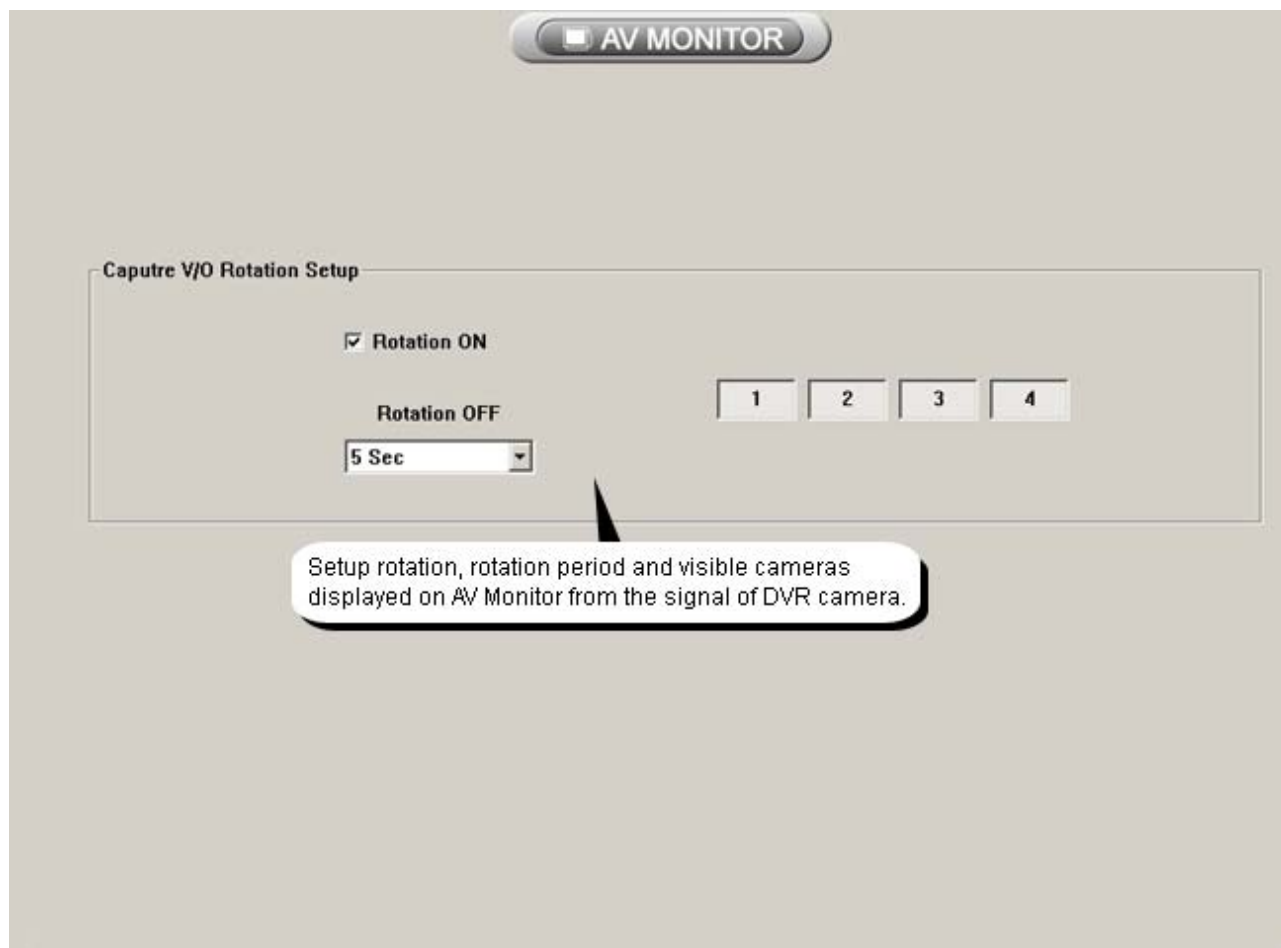 AV MONITOR
Caputre V/O Rotation Setup
Rotation ON
1 2 3 4
Rotation OFF
5 Sec
Setup rotation, rotation period and visible cameras
displayed on AV Monitor from the signal of DVR camera.